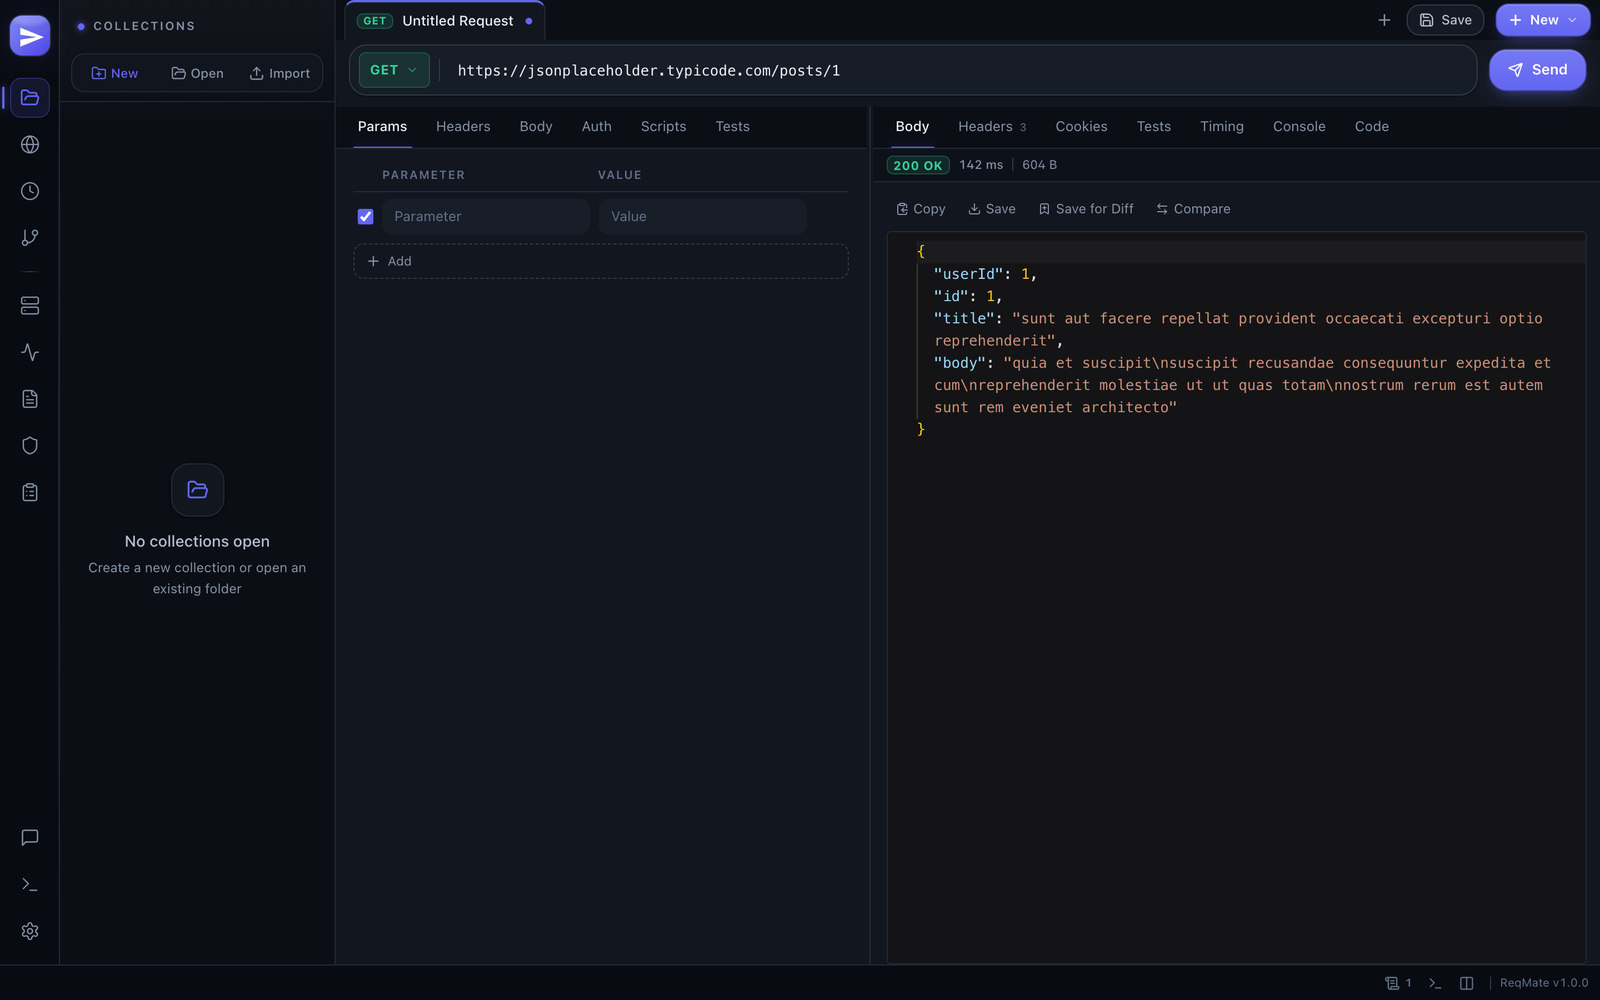 COLLECTIONS
New
Open
Import
No collections open
Create a new collection or open an
existing folder
GET
Untitled Request
Save
New
GET
https://jsonplaceholder.typicode.com/posts/1
Send
Params
Headers
Body
Auth
Scripts
Tests
PARAMETER
VALUE
Parameter
Value
Add
Body
Headers 3
Cookies
Tests
Timing
Console
Code
200 OK
142 ms
604 B
Copy
Save
Save for Diff
Compare
{
"userId": 1,
"id": 1,
"title": "sunt aut facere repellat provident occaecati excepturi optio
reprehenderit",
"body": "quia et suscipit\nsuscipit recusandae consequuntur expedita et
cum\nreprehenderit molestiae ut ut quas totam\nnostrum rerum est autem
sunt rem eveniet architecto"
}
1
ReqMate v1.0.0